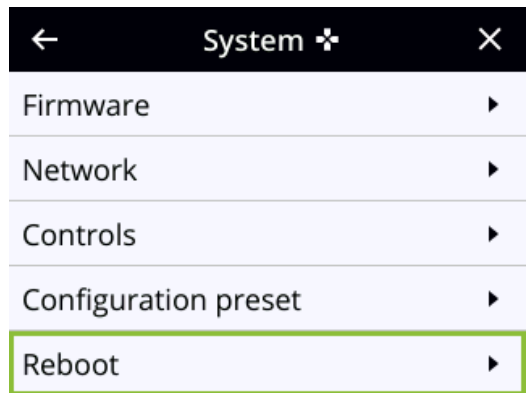 System
Firmware
Network
Controls
Configuration preset
Reboot